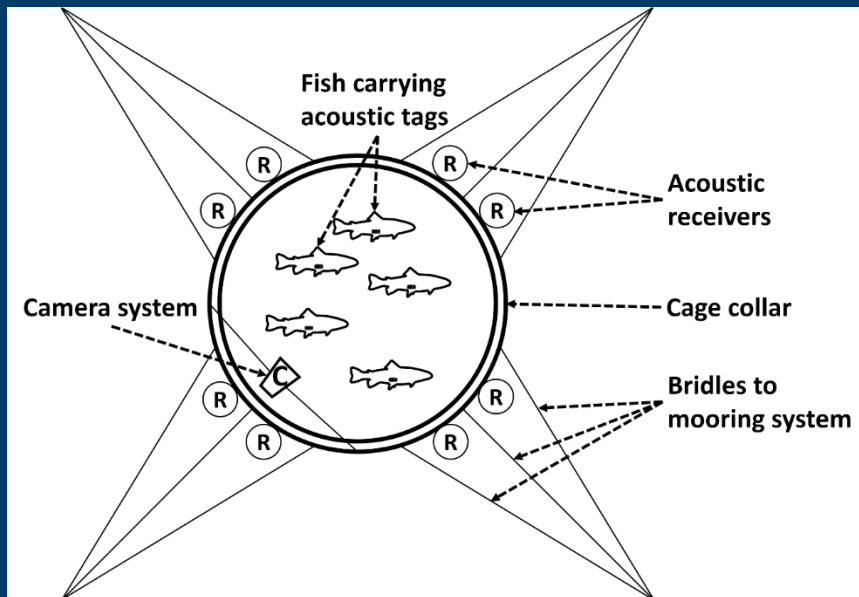 Fish carrying
acoustic tags
R
R
R
R
Acoustic
receivers
Camera system
Cage collar
C
R
R
R
R
Bridles to
mooring system